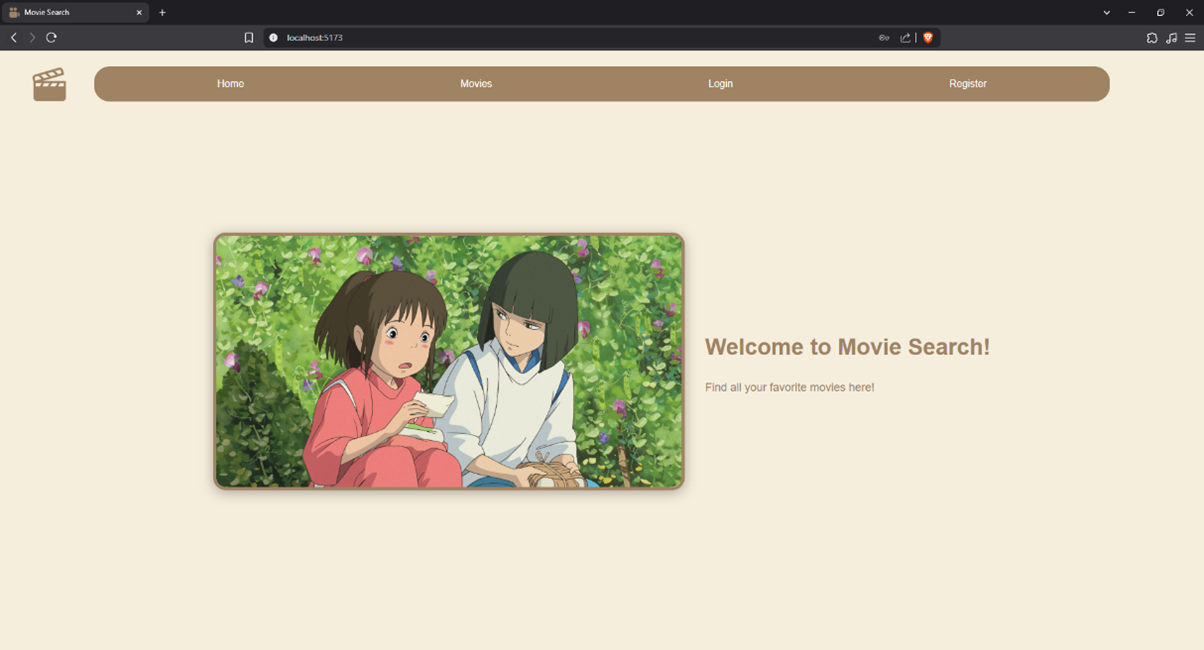 Movie Search
localhost:5173
Home
Movies
Login
Register
Welcome to Movie Search!
Find all your favorite movies here!